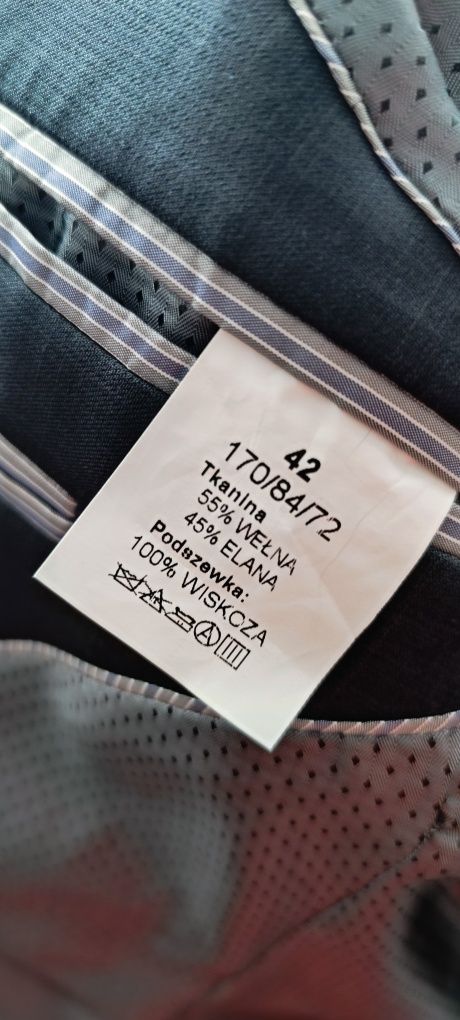 42
170/84/72
Tkanina
55% WEŁNA
45% ELANA
Podszewka:
100% WISKOZA